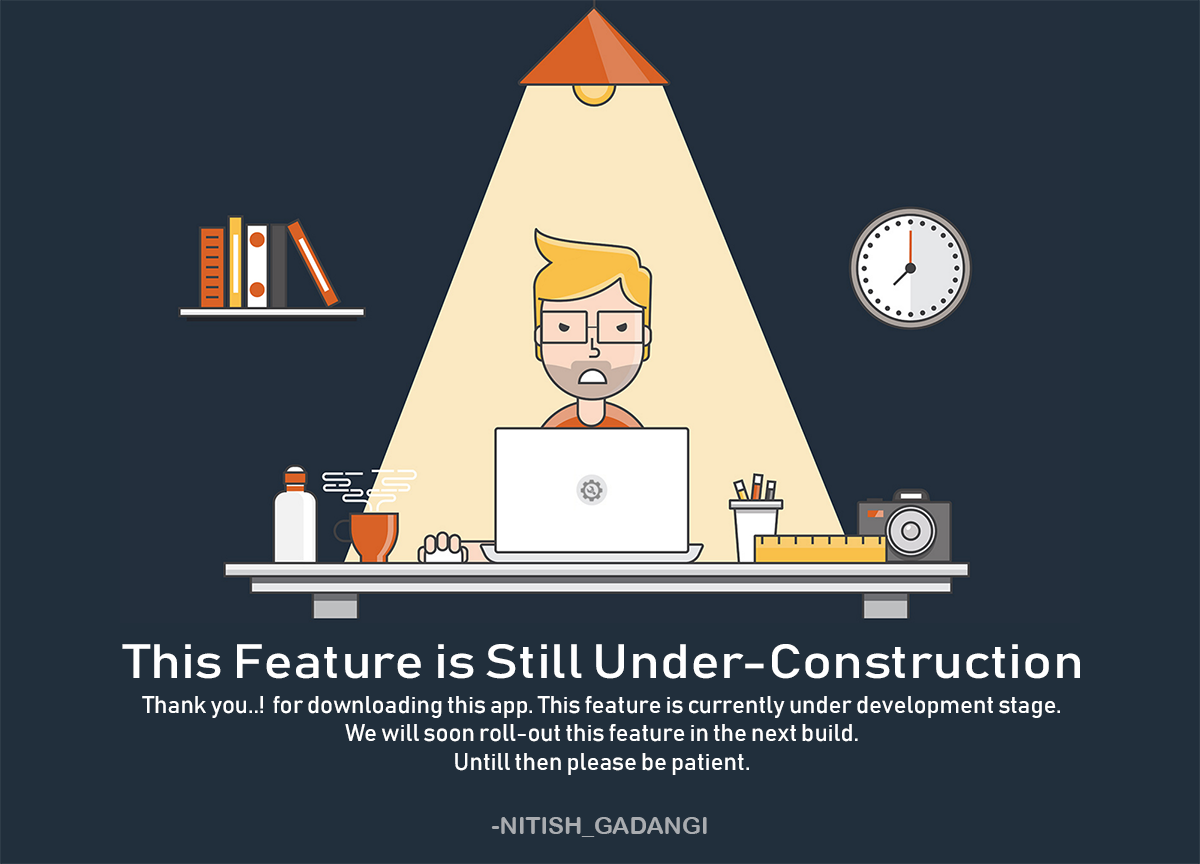 This Feature is Still Under-Construction
Thank you..! for downloading this app. This feature is currently under development stage.
We will soon roll-out this feature in the next build.
Untill then please be patient.
-NITISH_GADANGI